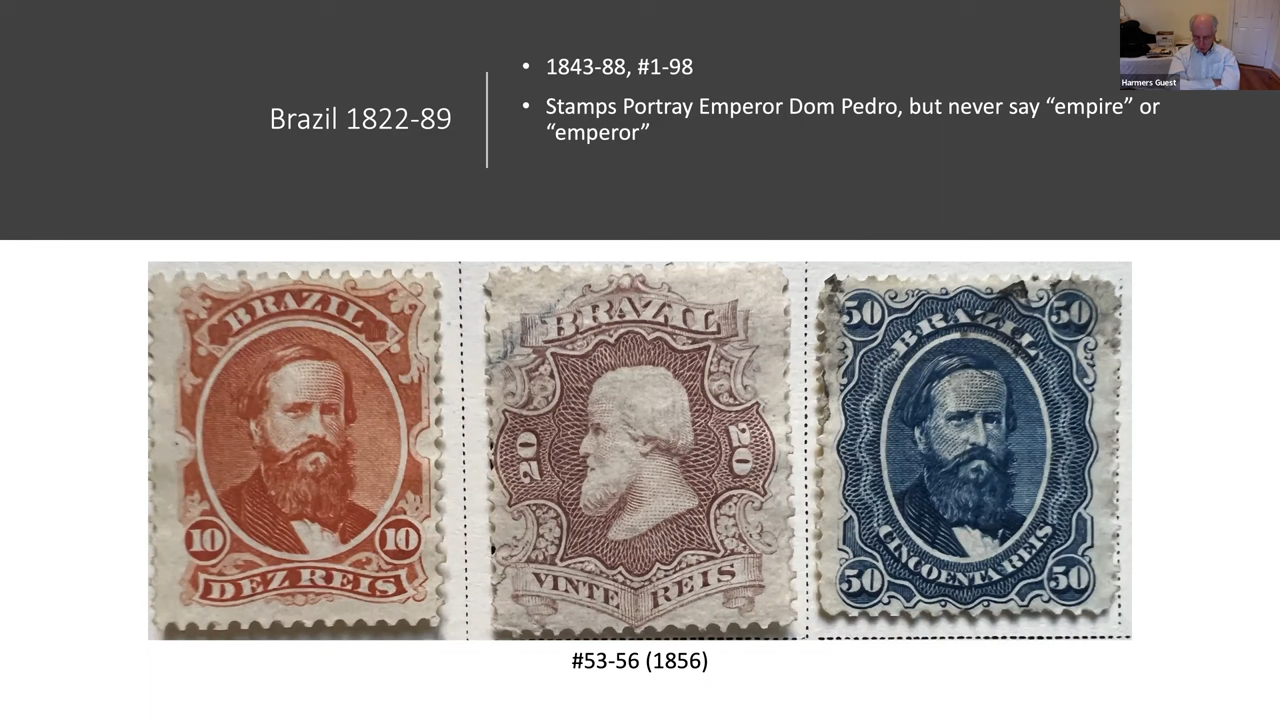 Brazil 1822-89
• 1843-88, #1-98
• Stamps Portray Emperor Dom Pedro, but never say “empire” or
“emperor”
Harmers Guest
BRAZIL
10 10
DEZ REIS
BRAZIL
20 20
VINTE REIS
50 50
BRAZIL
CINCOENTA REIS
50 50
#53-56 (1856)